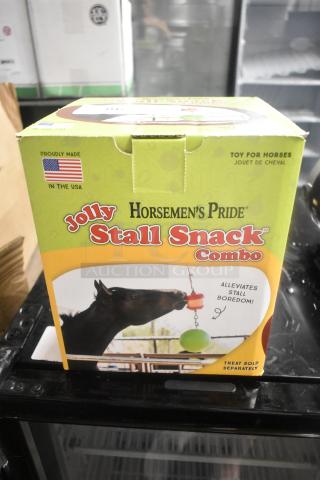 PROUDLY MADE
IN THE USA
TOY FOR HORSES
JOUET DE CHEVAL
HORSEMEN'S PRIDE®
Jolly
Stall Snack
Combo
AUCTION GROUP
ALLEVIATES
STALL
BOREDOM!
TREAT SOLD
SEPARATELY